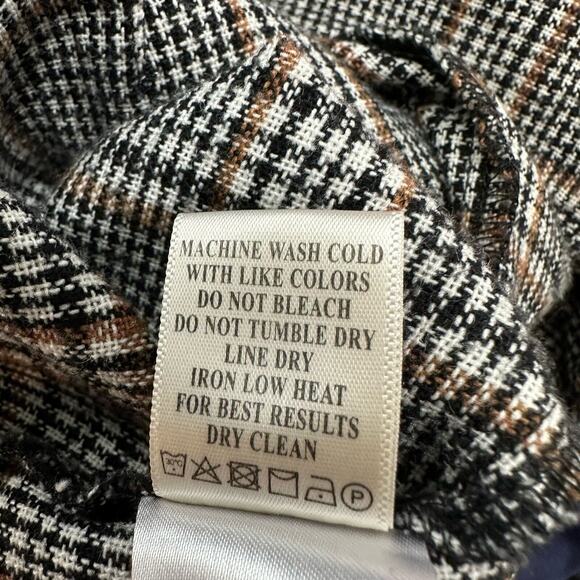 MACHINE WASH COLD
WITH LIKE COLORS
DO NOT BLEACH
DO NOT TUMBLE DRY
LINE DRY
IRON LOW HEAT
FOR BEST RESULTS
DRY CLEAN
P